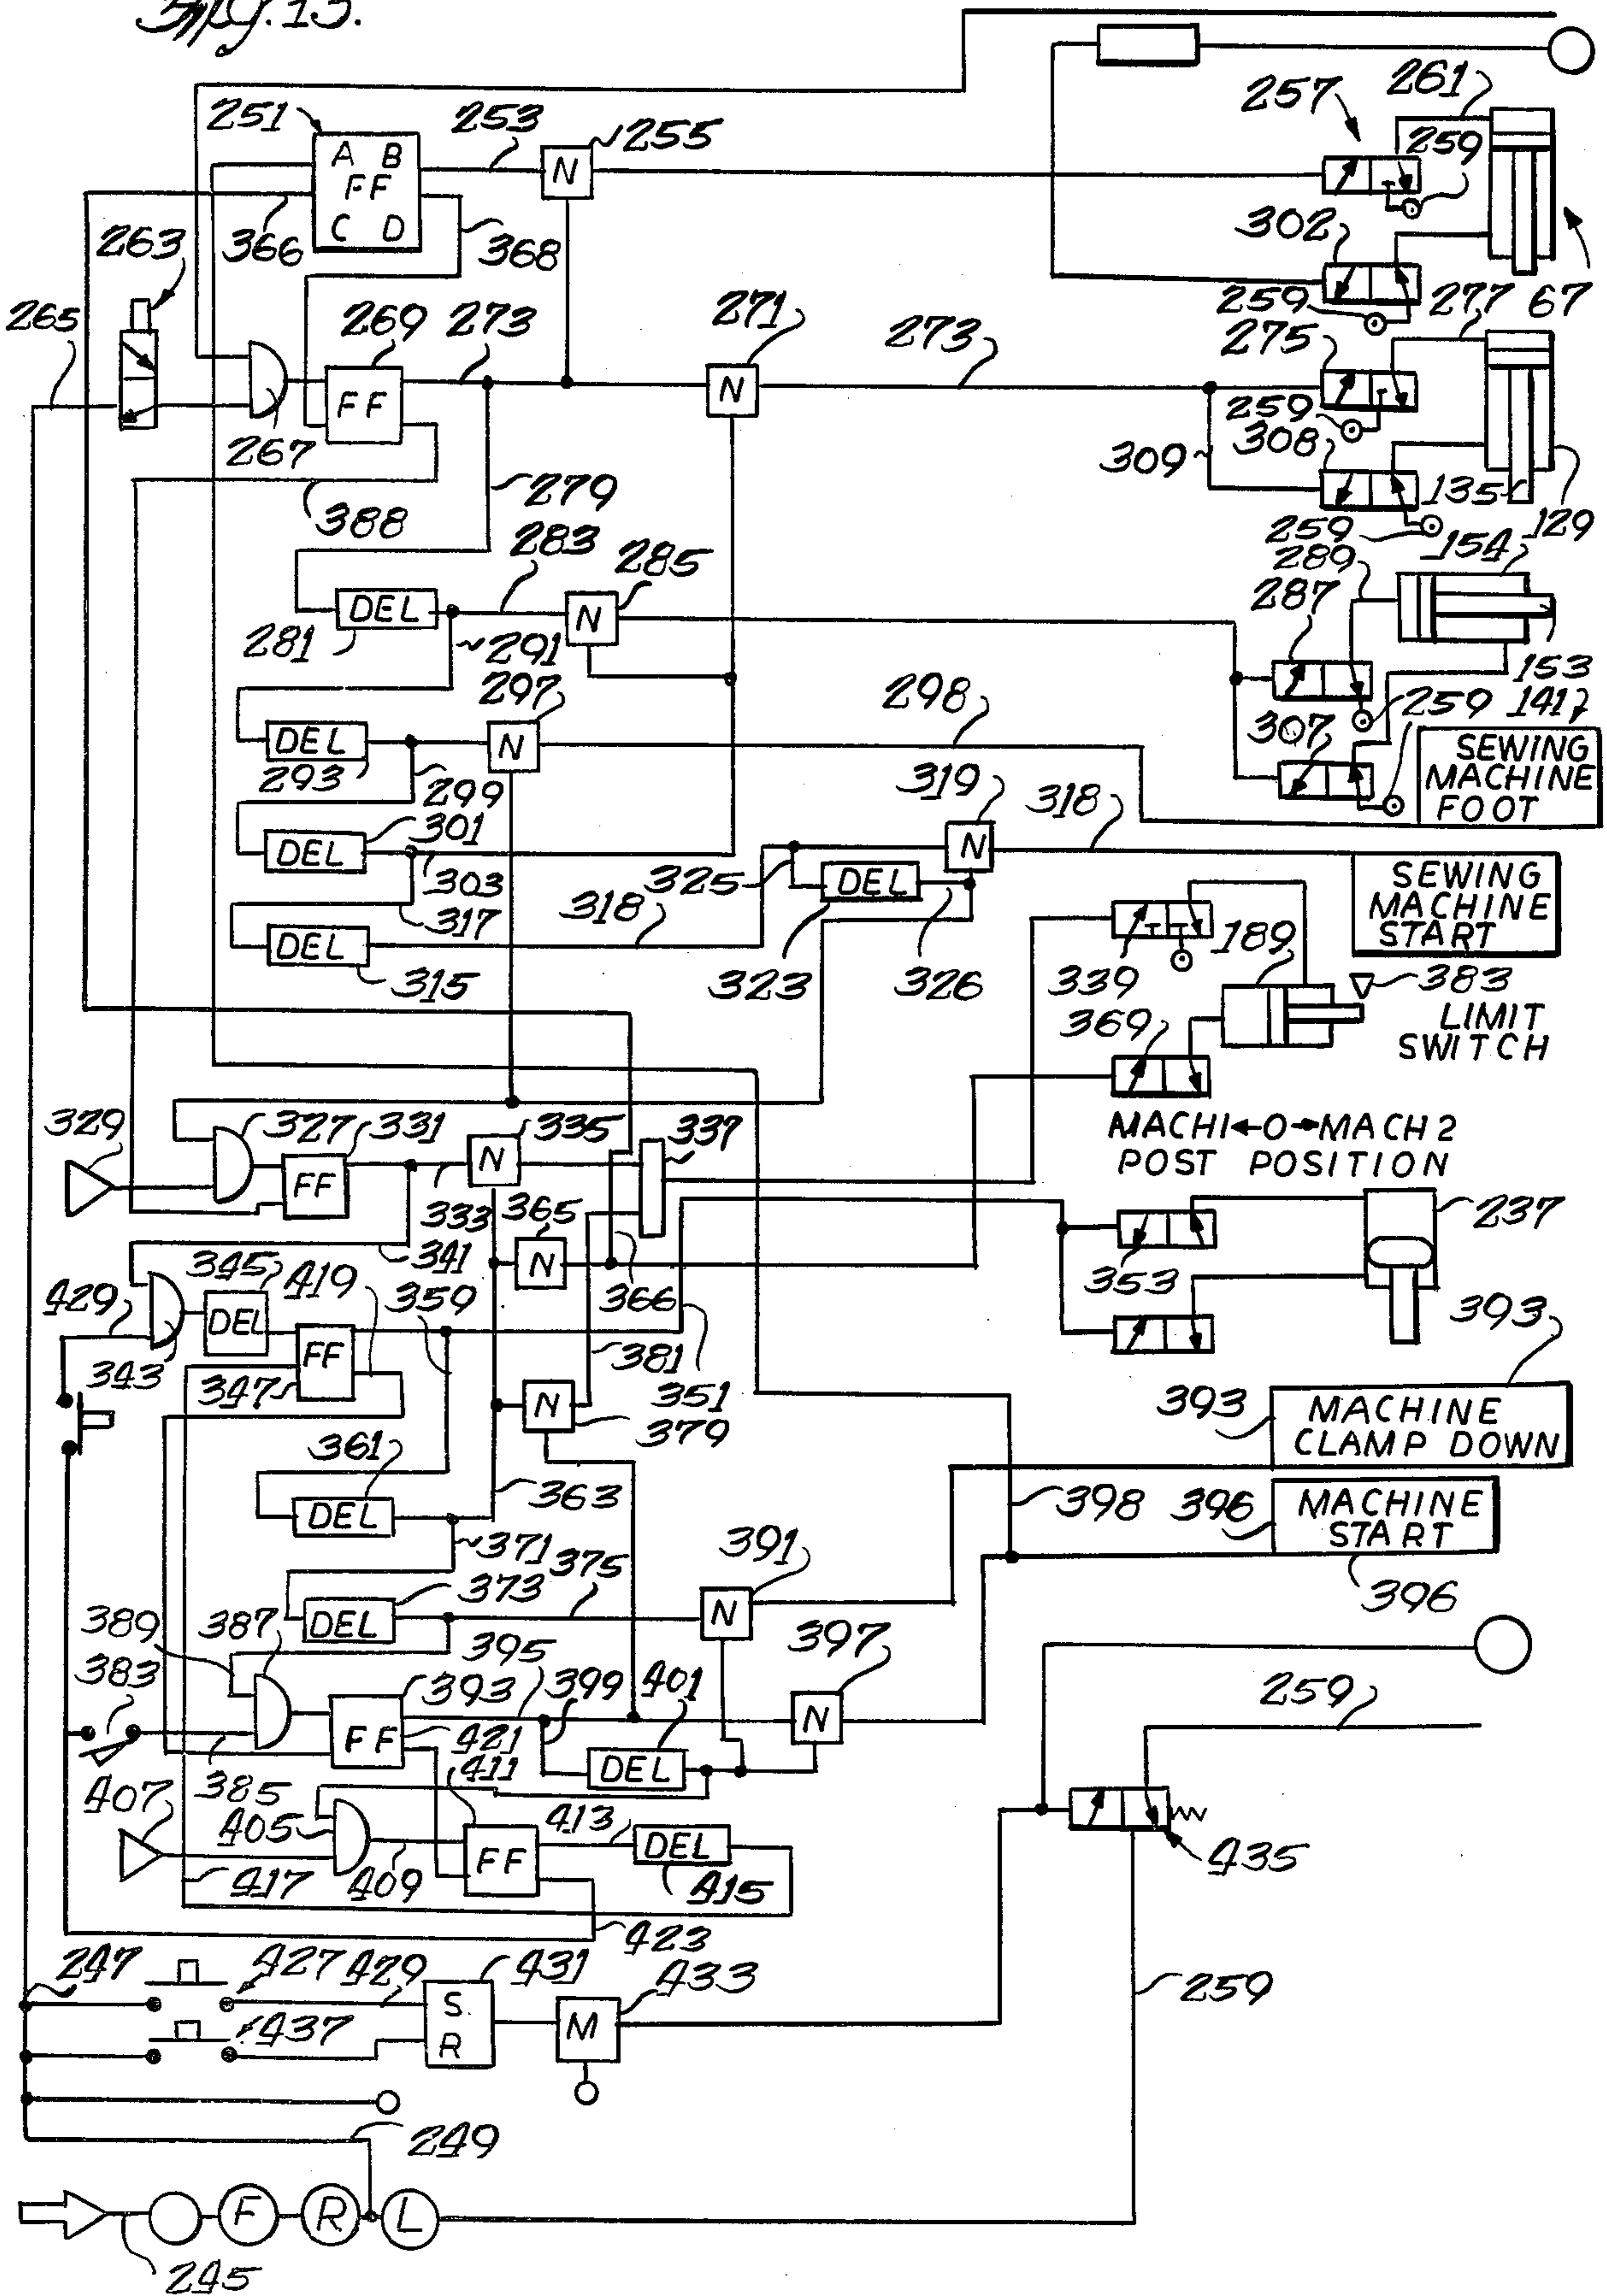 Fig. 13.
257
261
251
253
255
A B
FF
C D
N
259
366
368
302
263
259
277
67
265
269
273
271
273
275
FF
N
259
267
309
308
135
279
388
259
129
283
285
289
154
DEL
N
287
281
291
153
297
298
259
141
DEL
N
307
SEWING
MACHINE
FOOT
293
299
319
318
301
DEL
N
303
325
DEL
SEWING
MACHINE
START
317
318
DEL
189
315
323
326
339
383
369
LIMIT
SWITCH
329
327
331
335
337
MACH1←O→MACH2
POST POSITION
N
FF
333
365
237
341
N
345
419
359
366
353
429
DEL
393
FF
381
343
347
351
N
393
MACHINE
CLAMP DOWN
379
361
363
398
396
MACHINE
START
DEL
391
371
375
396
373
DEL
N
389
387
395
397
383
393
399
401
259
FF
421
N
385
DEL
407
411
405
413
DEL
FF
435
417
409
415
423
247
427
429
431
433
259
S
437
M
R
249
F
R
L
245